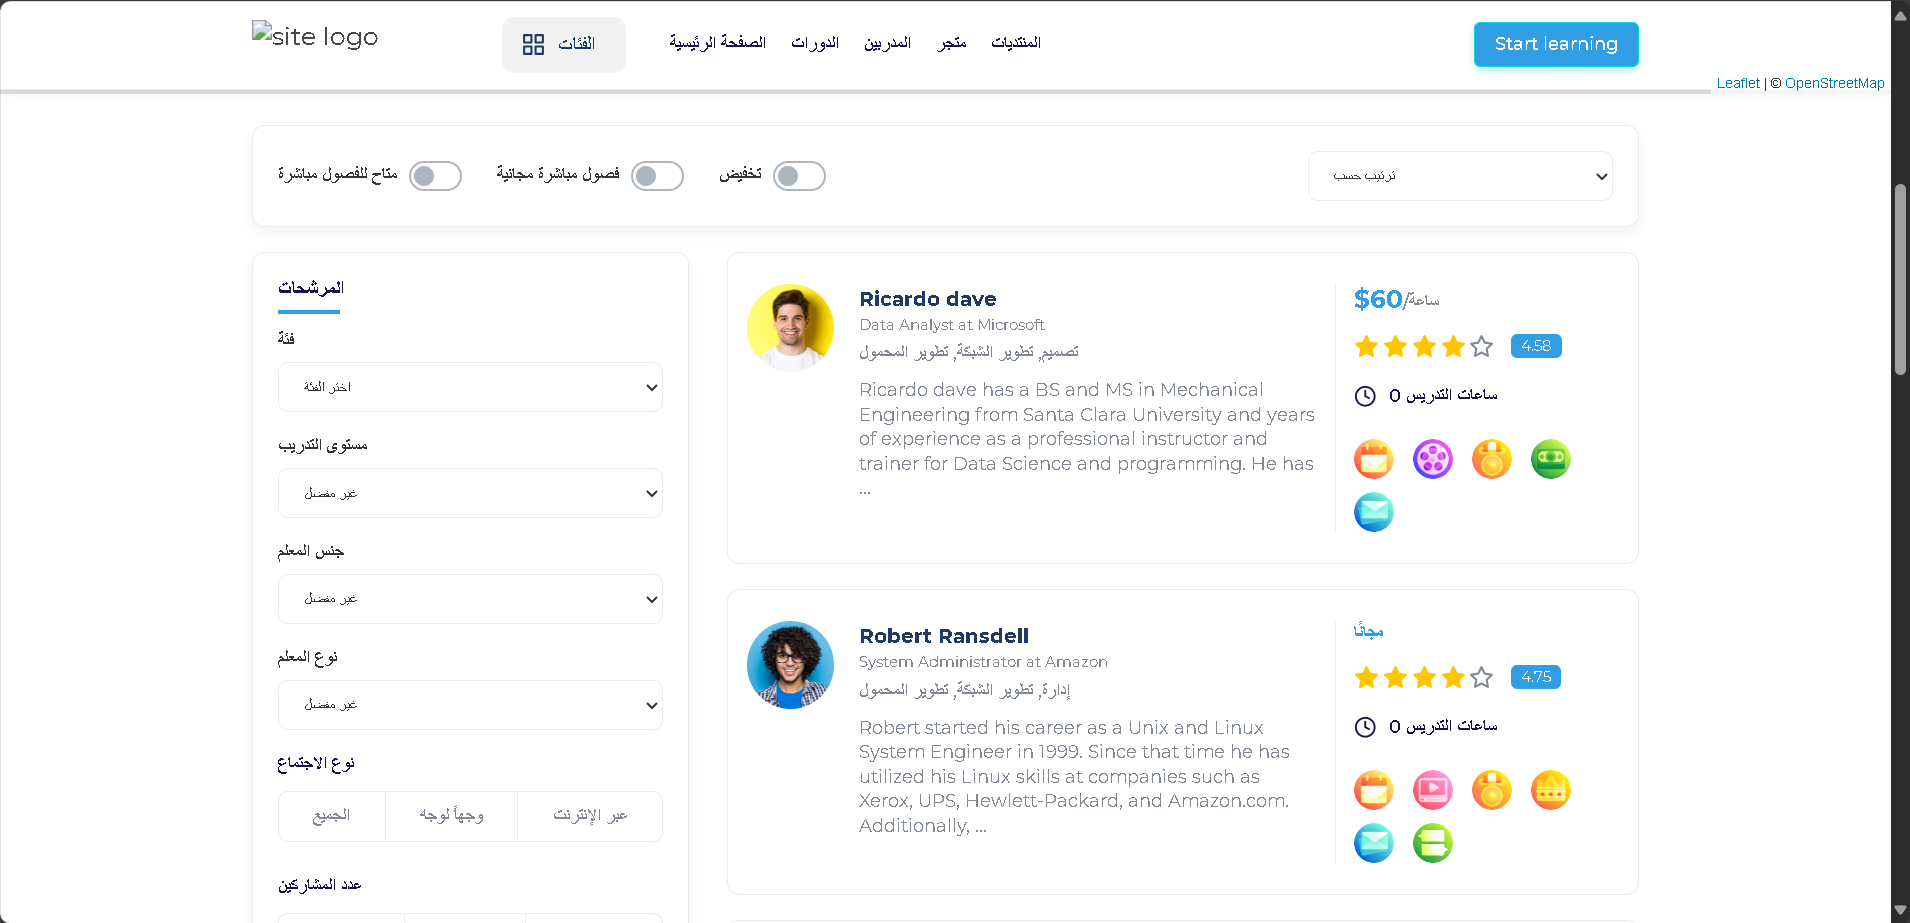 site logo
الفئات
الصفحة الرئيسية
الدورات
المدربين
متجر
المنتديات
Start learning
Leaflet | © OpenStreetMap
متاح للفصول مباشرة
فصول مباشرة مجانية
تخفيض
ترتيب حسب
المرشحات
فئة
اختر الفئة
مستوى التدريب
غير مفضل
جنس المعلم
غير مفضل
نوع المعلم
غير مفضل
نوع الاجتماع
الجميع
وجهاً لوجه
عبر الإنترنت
عدد المشاركين
Ricardo dave
Data Analyst at Microsoft
تصميم, تطوير الشبكة, تطوير المحمول
Ricardo dave has a BS and MS in Mechanical
Engineering from Santa Clara University and years
of experience as a professional instructor and
trainer for Data Science and programming. He has
...
$60/ساعة
4.58
0 ساعات التدريس
Robert Ransdell
System Administrator at Amazon
إدارة, تطوير الشبكة, تطوير المحمول
Robert started his career as a Unix and Linux
System Engineer in 1999. Since that time he has
utilized his Linux skills at companies such as
Xerox, UPS, Hewlett-Packard, and Amazon.com.
Additionally, ...
مجانًا
4.75
0 ساعات التدريس